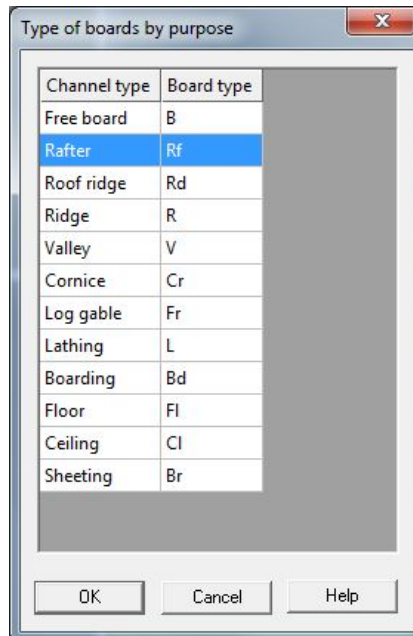 Type of boards by purpose
Channel type Board type
Free board B
Rafter Rf
Roof ridge Rd
Ridge R
Valley V
Cornice Cr
Log gable Fr
Lathing L
Boarding Bd
Floor Fl
Ceiling Cl
Sheeting Br
OK Cancel Help